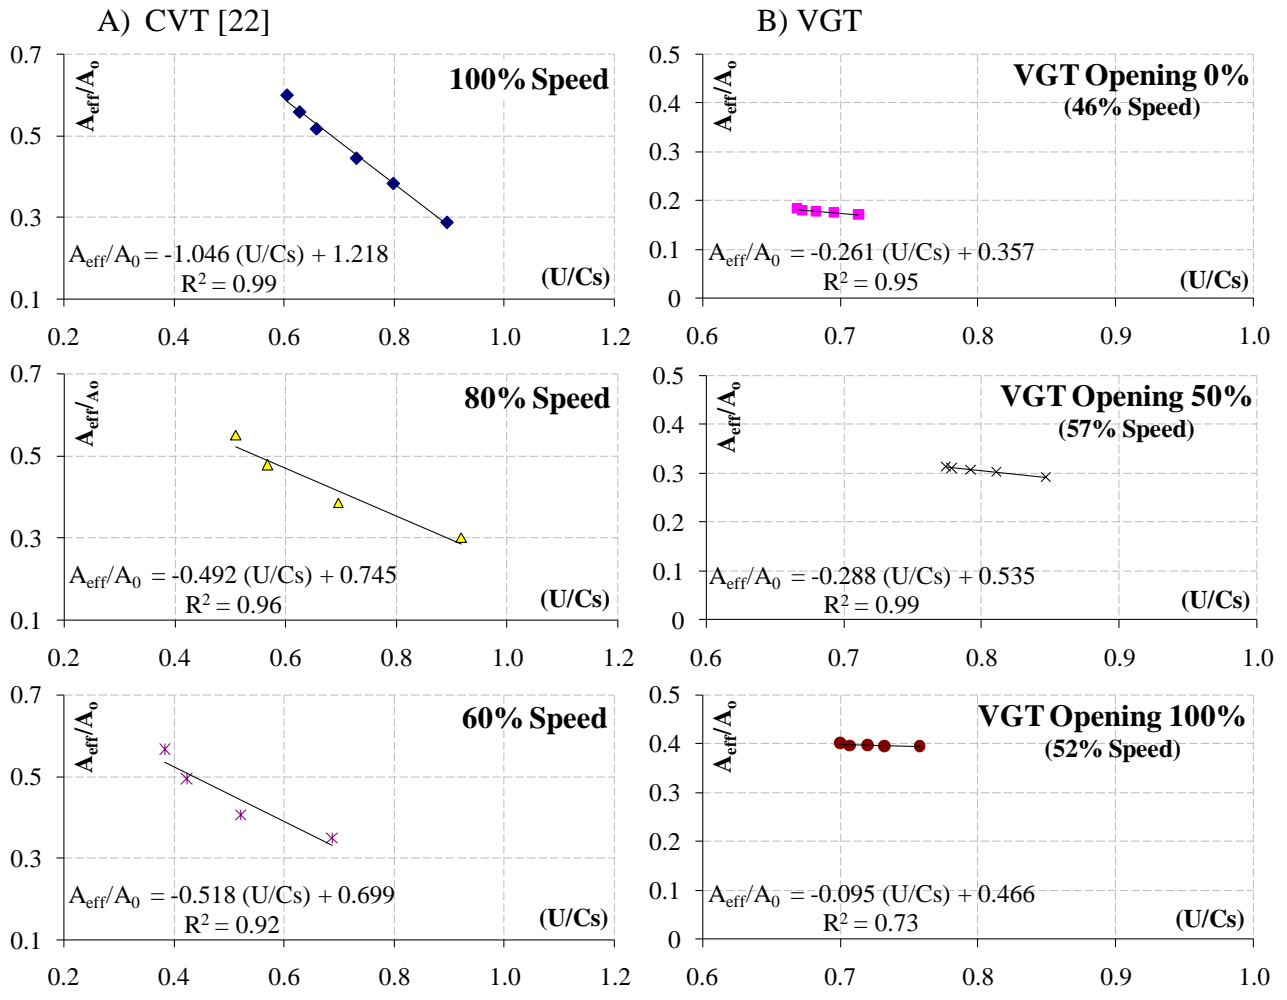 A) CVT [22]
0.7
0.5
0.3
0.1
Aeff/Ao
100% Speed
Aeff/A0 = -1.046 (U/Cs) + 1.218
R2 = 0.99
(U/Cs)
0.2 0.4 0.6 0.8 1.0 1.2
0.7
0.5
0.3
0.1
Aeff/Ao
80% Speed
Aeff/A0 = -0.492 (U/Cs) + 0.745
R2 = 0.96
(U/Cs)
0.2 0.4 0.6 0.8 1.0 1.2
0.7
0.5
0.3
0.1
Aeff/Ao
60% Speed
Aeff/A0 = -0.518 (U/Cs) + 0.699
R2 = 0.92
(U/Cs)
0.2 0.4 0.6 0.8 1.0 1.2
B) VGT
0.5
0.4
0.3
0.2
0.1
0
Aeff/Ao
VGT Opening 0%
(46% Speed)
Aeff/A0 = -0.261 (U/Cs) + 0.357
R2 = 0.95
(U/Cs)
0.6 0.7 0.8 0.9 1.0
0.5
0.4
0.3
0.2
0.1
0
Aeff/Ao
VGT Opening 50%
(57% Speed)
Aeff/A0 = -0.288 (U/Cs) + 0.535
R2 = 0.99
(U/Cs)
0.6 0.7 0.8 0.9 1.0
0.5
0.4
0.3
0.2
0.1
0
Aeff/Ao
VGT Opening 100%
(52% Speed)
Aeff/A0 = -0.095 (U/Cs) + 0.466
R2 = 0.73
(U/Cs)
0.6 0.7 0.8 0.9 1.0